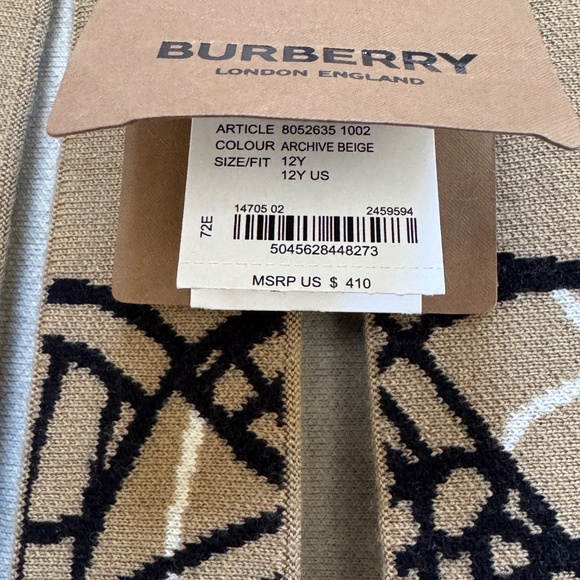 BURBERRY
LONDON ENGLAND
ARTICLE 8052635 1002
COLOUR ARCHIVE BEIGE
SIZE/FIT 12Y
12Y US
72E
14705 02 2459594
5045628448273
MSRP US $ 410